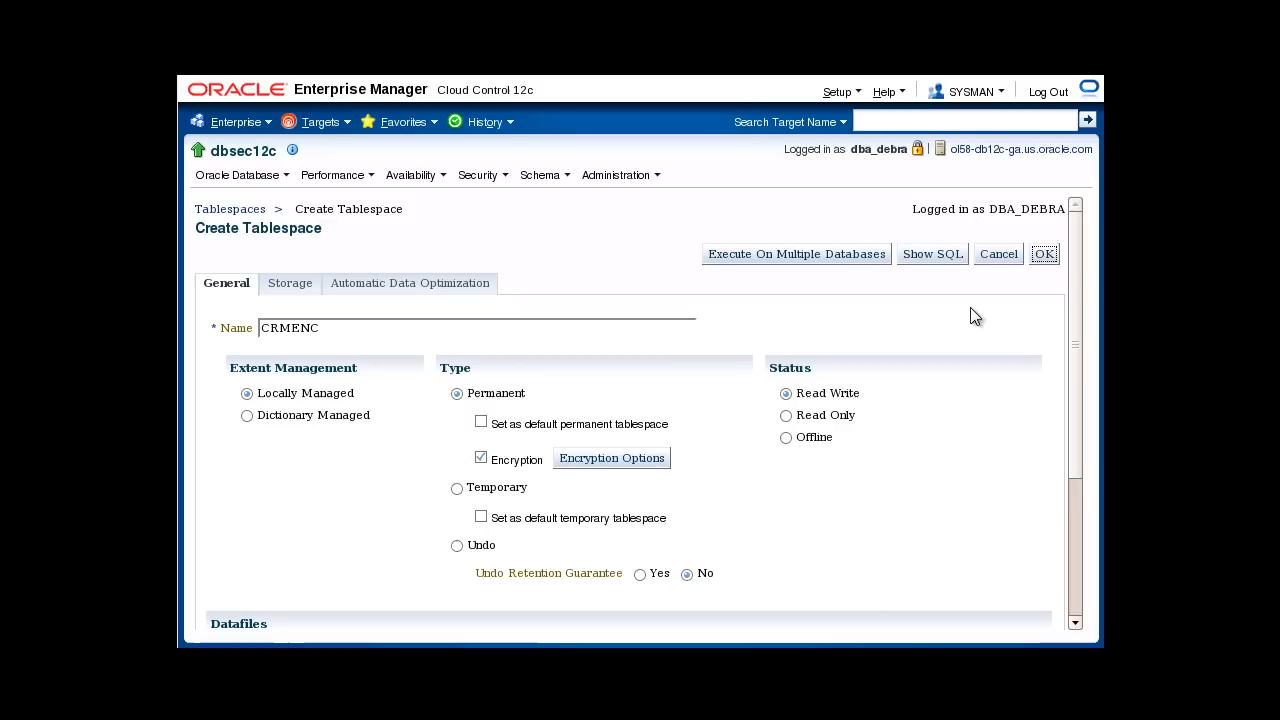 ORACLE Enterprise Manager Cloud Control 12c Setup Help SYSMAN Log Out
Enterprise Targets Favorites History Search Target Name
dbsec12c Logged in as dba_debra ol58-db12c-ga.us.oracle.com
Oracle Database Performance Availability Security Schema Administration
Tablespaces > Create Tablespace Logged in as DBA_DEBRA
Create Tablespace
Execute On Multiple Databases Show SQL Cancel OK
General Storage Automatic Data Optimization
* Name CRMENC
Extent Management Type Status
Locally Managed Permanent Read Write
Dictionary Managed Set as default permanent tablespace Read Only
Offline
Encryption Encryption Options
Temporary
Set as default temporary tablespace
Undo
Undo Retention Guarantee Yes No
Datafiles